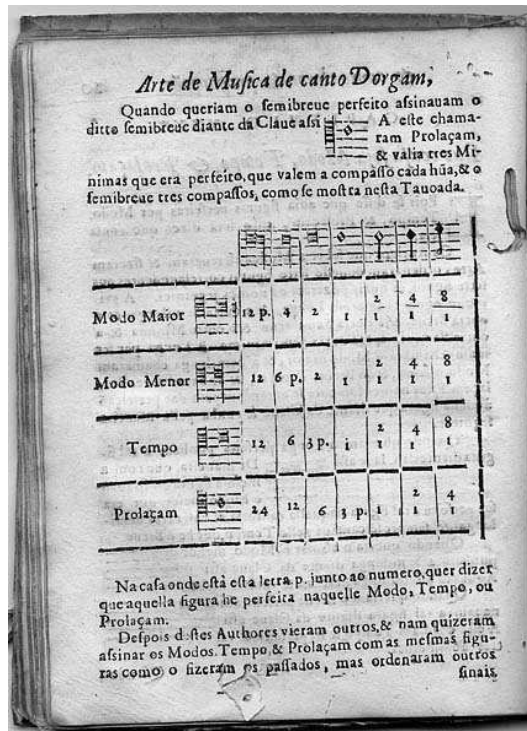 Arte de Musica de canto Dorgam,
Quando queriam o semibreue perfeito assinauam o
ditto semibreue diante da Claue assi A este chama-
ram Prolaçam,
& valia tres Mi-
nimas que era perfeito, que valem a compasso cada hũa, & o
semibreue tres compassos, como se mostra nesta Tauoada.
Modo Maior 12 p. 4 2 1 2/1 4/1 8/1
Modo Menor 12 6 p. 2 1 2/1 4/1 8/1
Tempo 12 6 3 p. i 2/1 4/1 8/1
Prolaçam 24 12 6 3 p. 1 2/1 4/1
Na casa onde està esta letra p. junto ao numero, quer dizer
que aquella figura he perfeita naquelle Modo, Tempo, ou
Prolaçam.
Despois destes Authores vieram outros, & nam quizeram
assinar os Modos, Tempo, & Prolaçam com as mesmas figu-
ras como o fizeram os passados, mas ordenaram outros
sinais